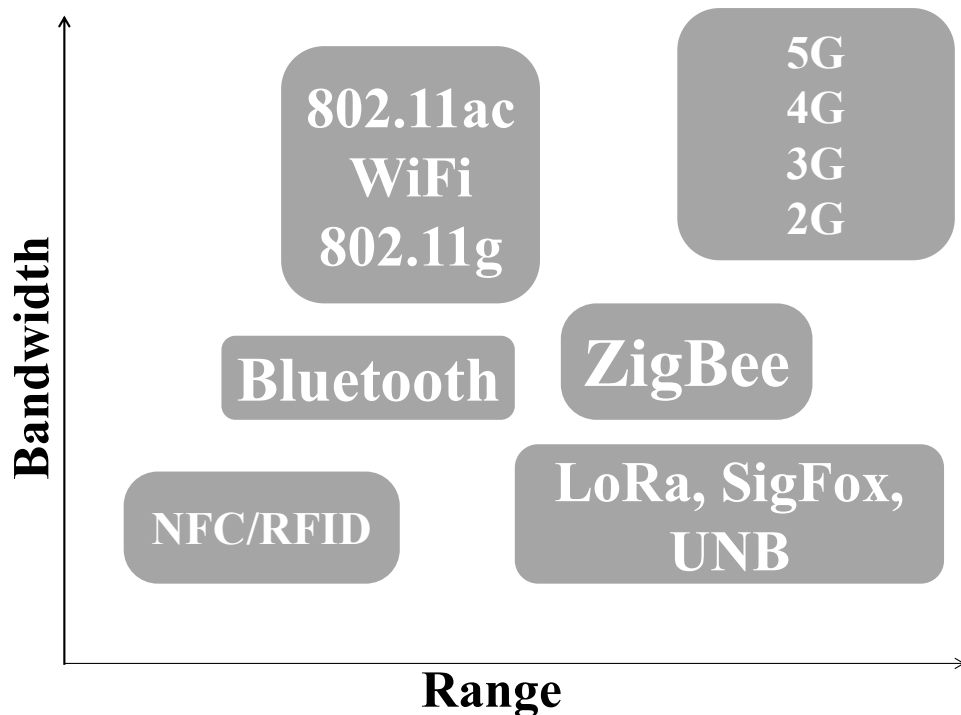 802.11ac
WiFi
802.11g
5G
4G
3G
2G
Bandwidth
Bluetooth
ZigBee
NFC/RFID
LoRa, SigFox,
UNB
Range